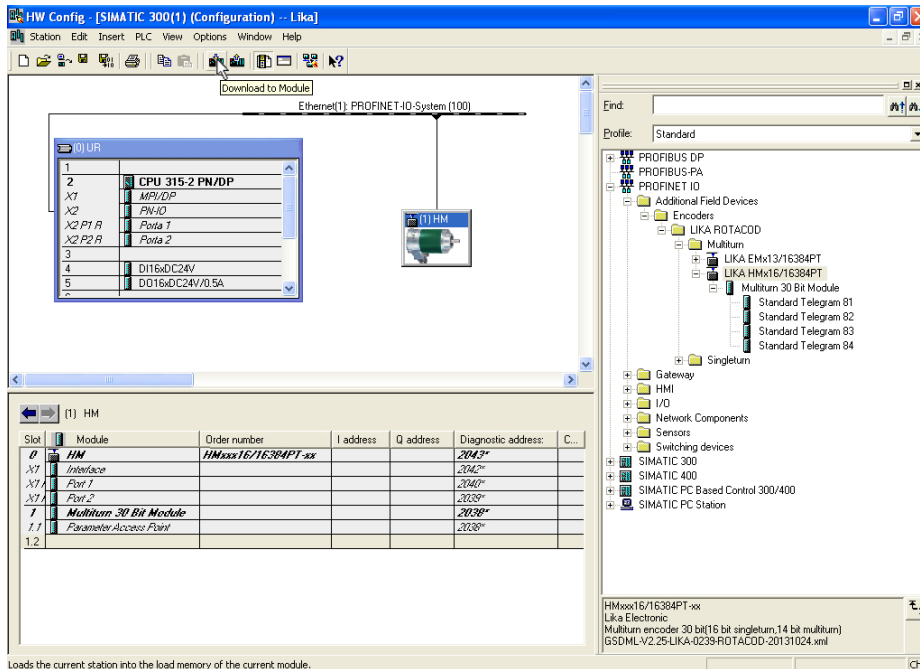 HW Config - [SIMATIC 300(1) (Configuration) -- Lika]
Station Edit Insert PLC View Options Window Help
Download to Module
Ethernet(1): PROFINET-IO-System (100)
(0) UR
1
2 CPU 315-2 PN/DP
X1 MPI/DP
X2 PN-IO
X2 P1 R Porta 1
X2 P2 R Porta 2
3
4 DI16xDC24V
5 DO16xDC24V/0.5A
(1) HM
(1) HM
Slot Module Order number I address Q address Diagnostic address: C...
0 HM HMxxx16/16384PT-xx 2043*
X1 Interface 2042*
X1 Port 1 2040*
X1 Port 2 2039*
1 Multiturn 30 Bit Module 2038*
1.1 Parameter Access Point 2038*
1.2
Find:
Profile: Standard
PROFIBUS DP
PROFIBUS-PA
PROFINET IO
Additional Field Devices
Encoders
LIKA ROTACOD
Multiturn
LIKA EMx13/16384PT
LIKA HMx16/16384PT
Multiturn 30 Bit Module
Standard Telegram 81
Standard Telegram 82
Standard Telegram 83
Standard Telegram 84
Singleturn
Gateway
HMI
I/O
Network Components
Sensors
Switching devices
SIMATIC 300
SIMATIC 400
SIMATIC PC Based Control 300/400
SIMATIC PC Station
HMxxx16/16384PT-xx
Lika Electronic
Multiturn encoder 30 bit(16 bit singleturn,14 bit multiturn)
GSDML-V2.25-LIKA-0239-ROTACOD-20131024.xml
Loads the current station into the load memory of the current module.
Ch